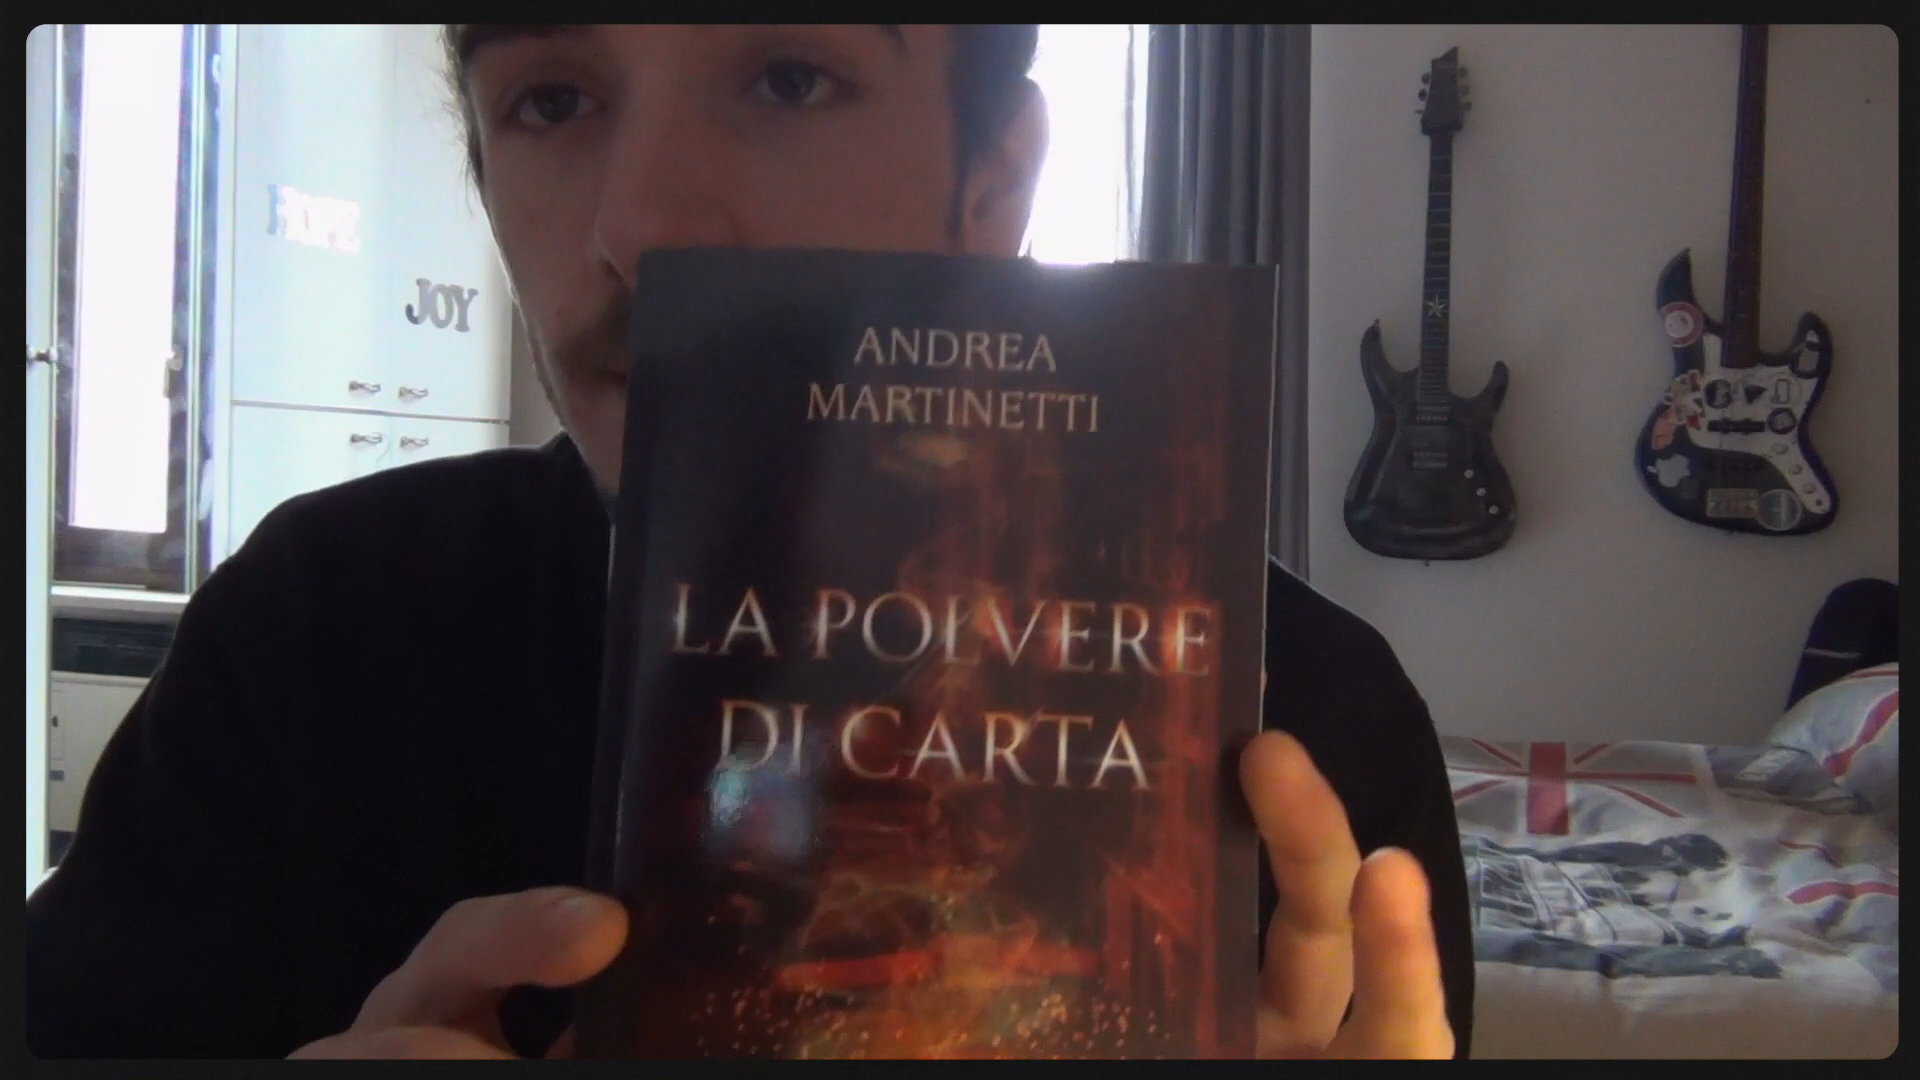 HOPE
JOY
ANDREA
MARTINETTI
LA POLVERE
DI CARTA